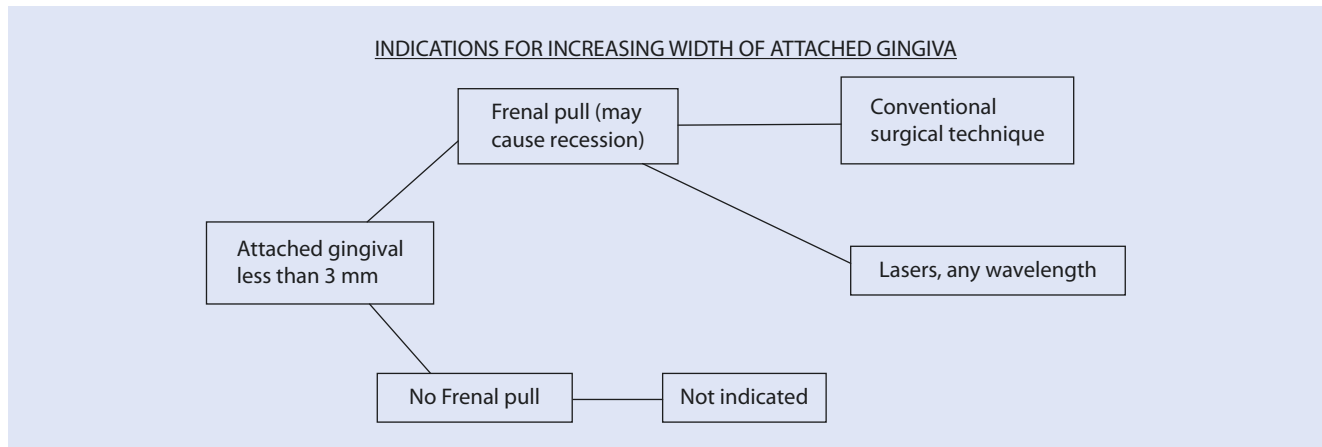 INDICATIONS FOR INCREASING WIDTH OF ATTACHED GINGIVA
Frenal pull (may
cause recession)
Conventional
surgical technique
Attached gingival
less than 3 mm
Lasers, any wavelength
No Frenal pull
Not indicated